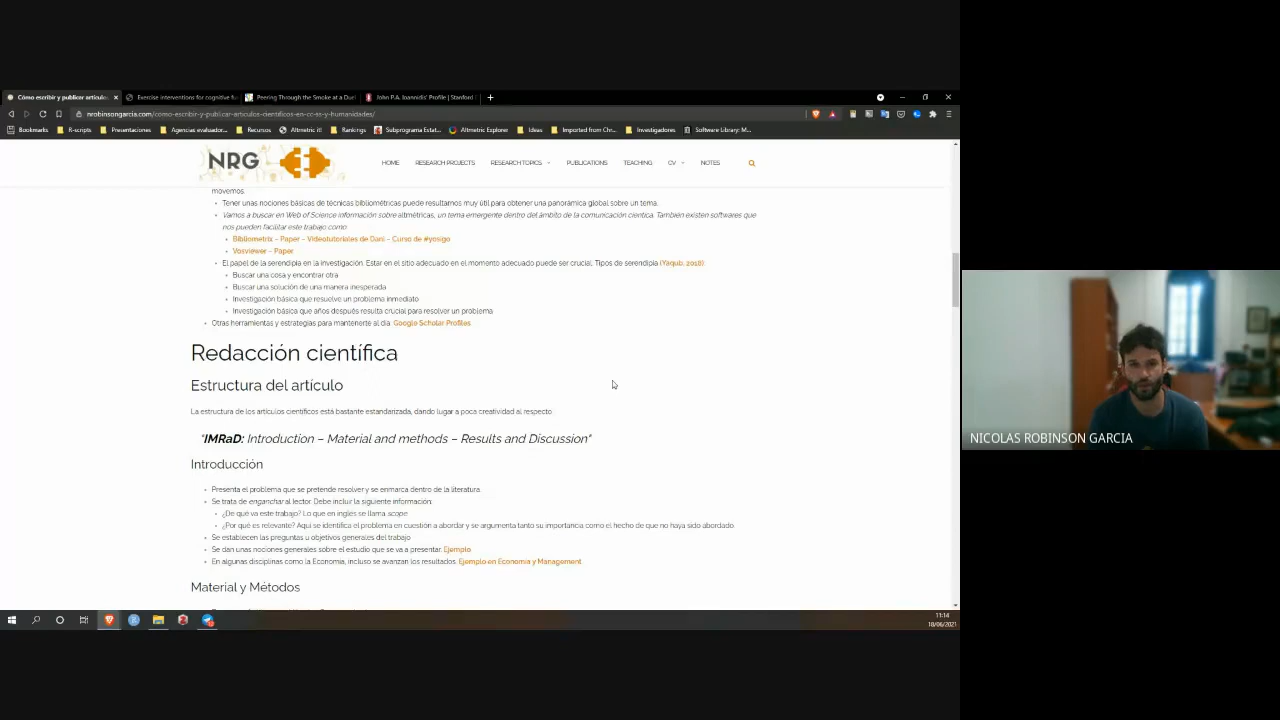 Cómo escribir y publicar artículo
Exercise interventions for cognitive fu
Peering Through the Smoke at a Duri
John P.A. Ioannidis' Profile | Stanford
nrobinsongarcia.com/como-escribir-y-publicar-articulos-cientificos-en-cc-ss-y-humanidades/
Bookmarks
R-scripts
Presentaciones
Agencias evaluador...
Recursos
Altmetric it!
Rankings
Subprograma Estat...
Altmetric Explorer
Ideas
Imported from Chr...
Investigadores
Software Library: M...
NRG
HOME
RESEARCH PROJECTS
RESEARCH TOPICS
PUBLICATIONS
TEACHING
CV
NOTES
movemos.
Tener unas nociones básicas de técnicas bibliométricas puede resultarnos muy útil para obtener una panorámica global sobre un tema.
Vamos a buscar en Web of Science información sobre altmétricas, un tema emergente dentro del ámbito de la comunicación científica. También existen softwares que
nos pueden facilitar este trabajo como
Bibliometrix – Paper – Videotutoriales de Dani – Curso de #yosigo
Vosviewer – Paper
El papel de la serendipia en la investigación: Estar en el sitio adecuado en el momento adecuado puede ser crucial. Tipos de serendipia (Yaqub, 2018):
Buscar una cosa y encontrar otra
Buscar una solución de una manera inesperada
Investigación básica que resuelve un problema inmediato
Investigación básica que años después resulta crucial para resolver un problema
Otras herramientas y estrategias para mantenerte al día: Google Scholar Profiles
Redacción científica
Estructura del artículo
La estructura de los artículos científicos está bastante estandarizada, dando lugar a poca creatividad al respecto
"IMRaD: Introduction – Material and methods – Results and Discussion"
Introducción
Presenta el problema que se pretende resolver y se enmarca dentro de la literatura.
Se trata de enganchar al lector. Debe incluir la siguiente información:
¿De qué va este trabajo? Lo que en inglés se llama scope
¿Por qué es relevante? Aquí se identifica el problema en cuestión a abordar y se argumenta tanto su importancia como el hecho de que no haya sido abordado.
Se establecen las preguntas u objetivos generales del trabajo
Se dan unas nociones generales sobre el estudio que se va a presentar. Ejemplo
En algunas disciplinas como la Economía, incluso se avanzan los resultados. Ejemplo en Economía y Management
Material y Métodos
11:14
18/06/2021
NICOLAS ROBINSON GARCIA